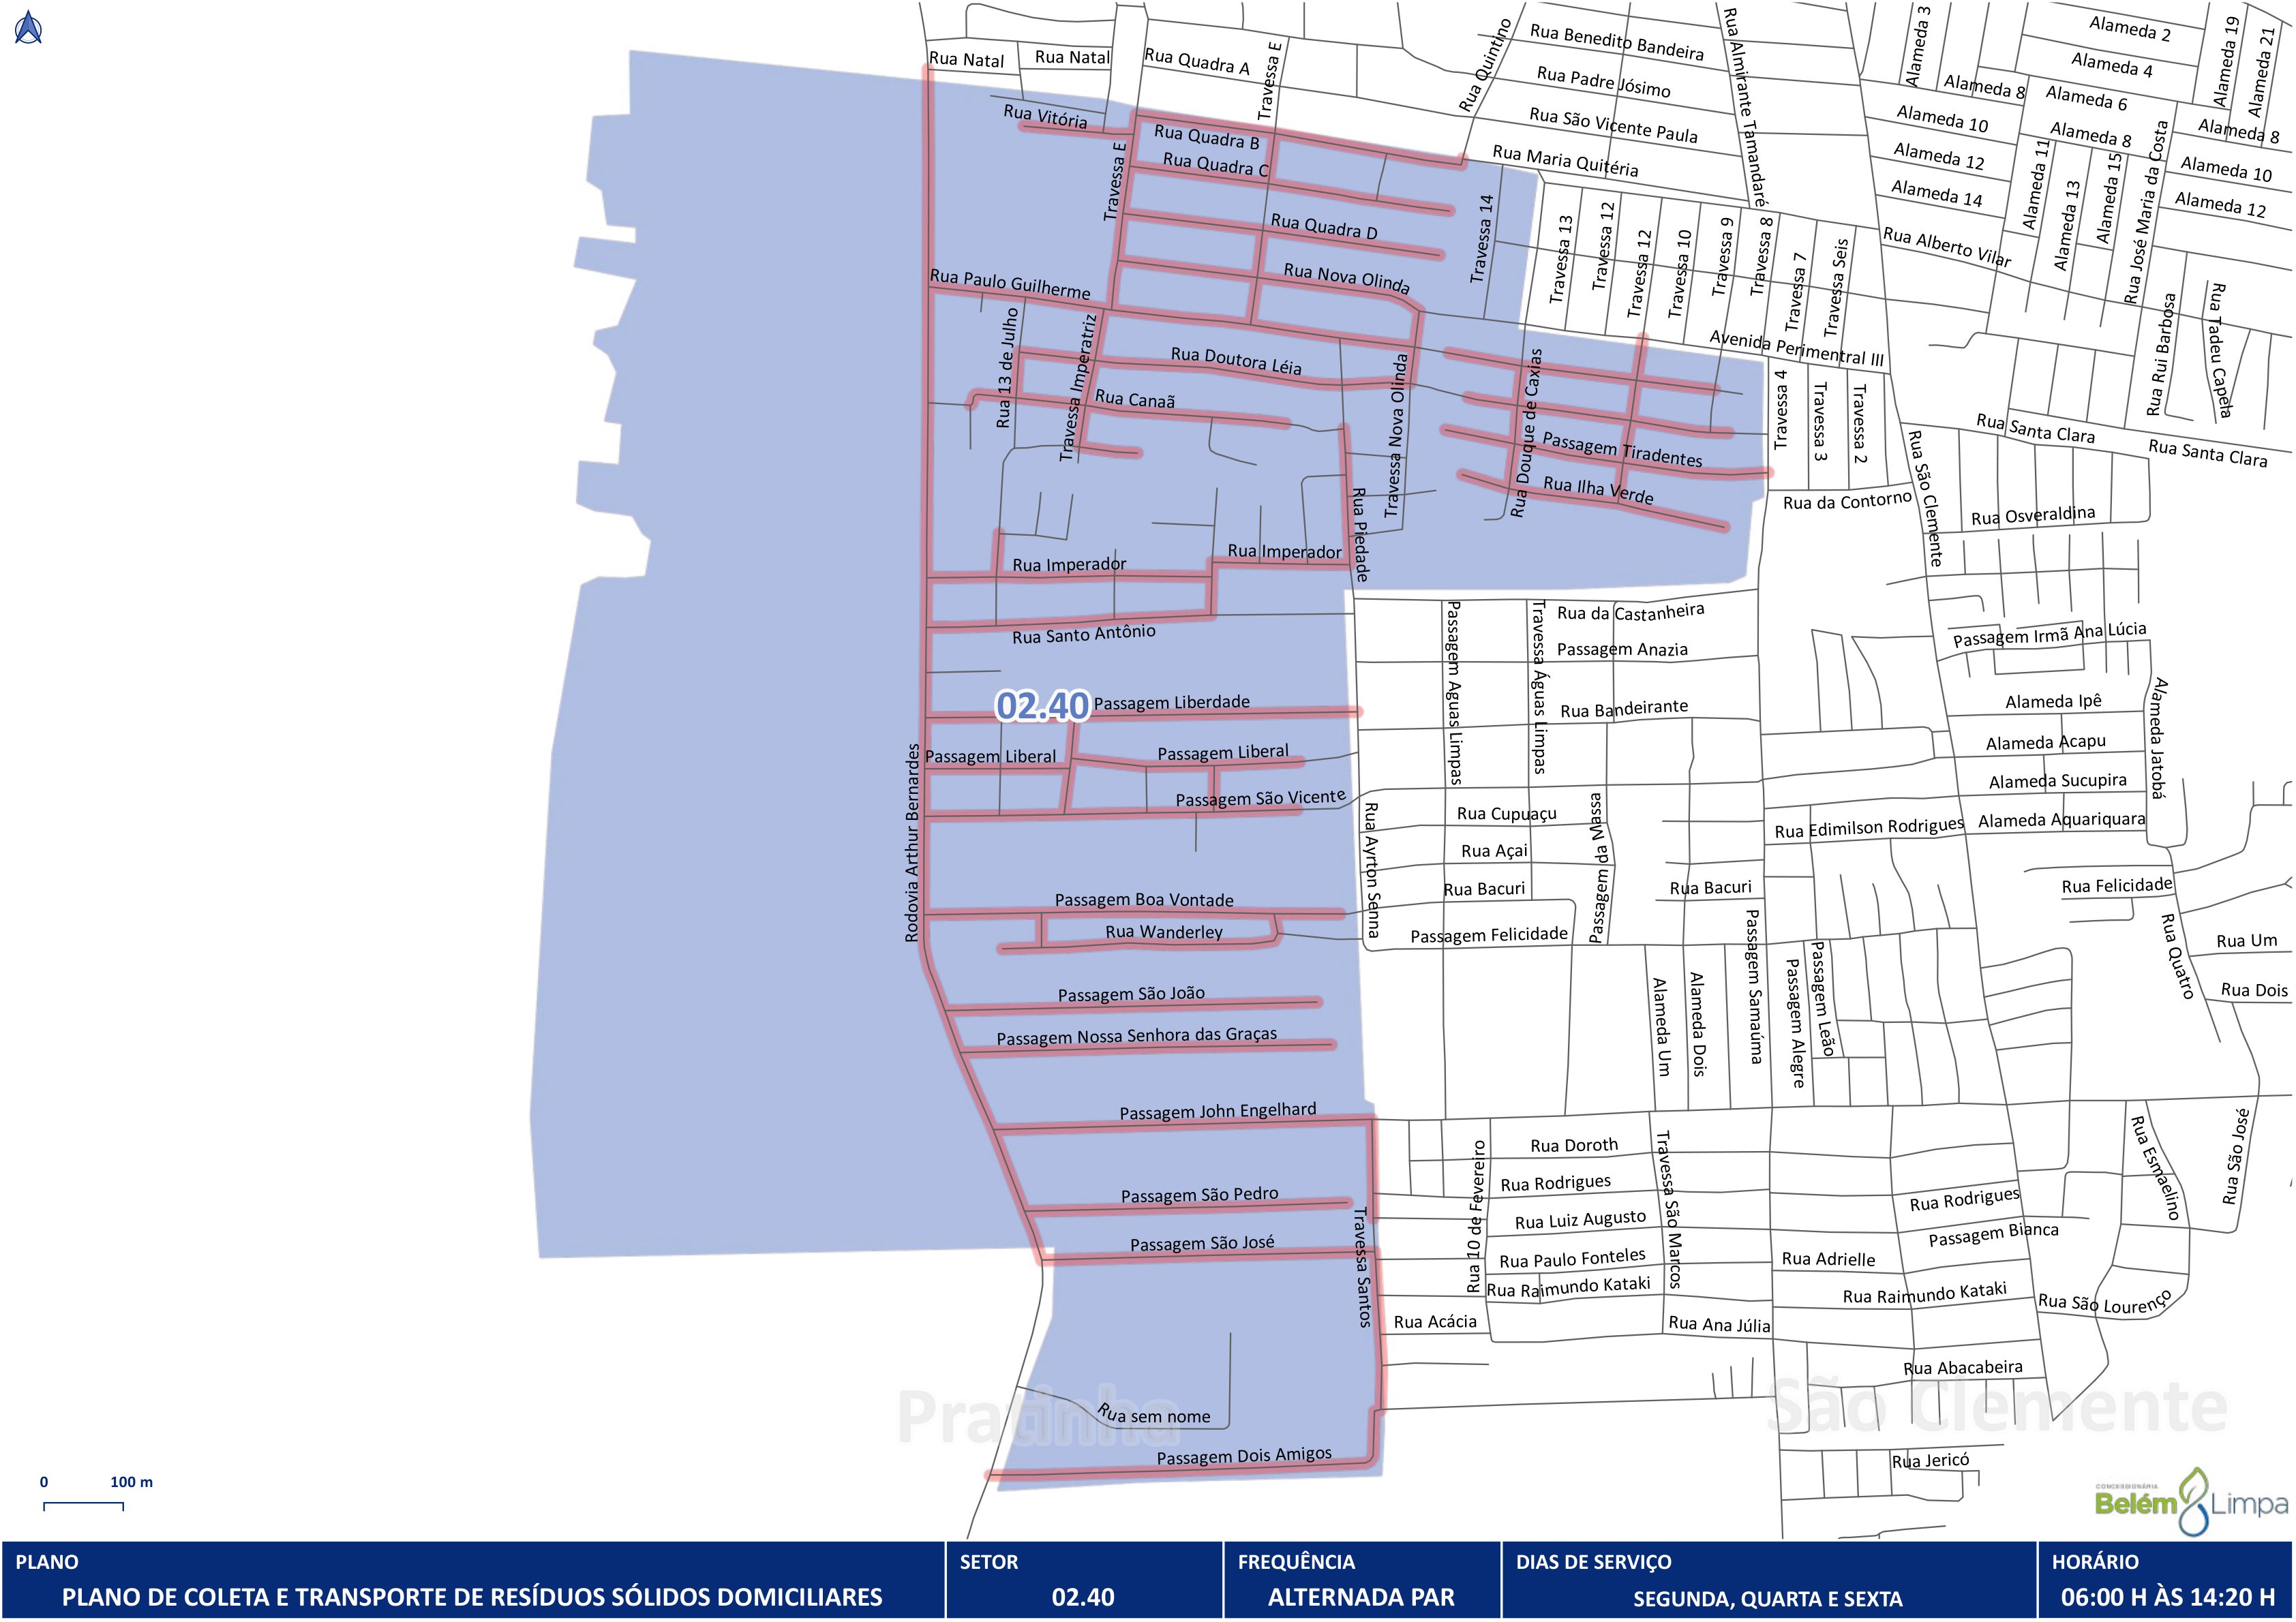 Rua Natal
Rua Natal
Rua Quadra A
Travessa E
Rua Quintino
Rua Benedito Bandeira
Rua Padre Jósimo
Rua São Vicente Paula
Rua Maria Quitéria
Rua Almirante Tamandaré
Alameda 3
Alameda 2
Alameda 4
Alameda 19
Alameda 21
Alameda 8
Alameda 6
Alameda 8
Alameda 8
Alameda 10
Alameda 12
Alameda 14
Alameda 11
Alameda 13
Alameda 15
Rua José Maria da Costa
Alameda 10
Alameda 12
Rua Vitória
Rua Quadra B
Rua Quadra C
Travessa E
Rua Quadra D
Rua Nova Olinda
Travessa 14
Travessa 13
Travessa 12
Travessa 12
Travessa 10
Travessa 9
Travessa 8
Travessa 7
Travessa Seis
Rua Alberto Vilar
Rua Rui Barbosa
Rua Tadeu Capela
Rua Paulo Guilherme
Rua 13 de Julho
Travessa Imperatriz
Rua Doutora Léia
Rua Canaã
Travessa Nova Olinda
Rua Douque de Caxias
Avenida Perimentral III
Travessa 4
Travessa 3
Travessa 2
Passagem Tiradentes
Rua Ilha Verde
Rua da Contorno
Rua São Clemente
Rua Santa Clara
Rua Santa Clara
Rua Osveraldina
Rua Imperador
Rua Imperador
Rua Piedade
Rua Santo Antônio
Passagem Aguas Limpas
Travessa Águas Limpas
Rua da Castanheira
Passagem Anazia
Rua Bandeirante
Passagem Irmã Ana Lúcia
Alameda Ipê
Alameda Acapu
Alameda Sucupira
Alameda Aquariquara
Alameda Jatobá
02.40
Passagem Liberdade
Passagem Liberal
Passagem Liberal
Passagem São Vicente
Rodovia Arthur Bernardes
Rua Ayrton Senna
Rua Cupuaçu
Rua Açai
Rua Bacuri
Passagem da Massa
Rua Bacuri
Rua Edimilson Rodrigues
Rua Felicidade
Rua Quatro
Rua Um
Rua Dois
Passagem Boa Vontade
Rua Wanderley
Passagem Felicidade
Passagem São João
Passagem Nossa Senhora das Graças
Alameda Um
Alameda Dois
Passagem Samaúma
Passagem Alegre
Passagem Leão
Passagem John Engelhard
Passagem São Pedro
Passagem São José
Travessa Santos
Rua 10 de Fevereiro
Rua Doroth
Rua Rodrigues
Rua Luiz Augusto
Rua Paulo Fonteles
Rua Raimundo Kataki
Travessa São Marcos
Rua Acácia
Rua Ana Júlia
Rua Adrielle
Rua Rodrigues
Passagem Bianca
Rua Raimundo Kataki
Rua Esmaelino
Rua São José
Rua São Lourenço
Rua Abacabeira
Pratinha
São Clemente
Rua sem nome
Passagem Dois Amigos
Rua Jericó
0 100 m
CONCESSIONÁRIA
Belém Limpa
PLANO
PLANO DE COLETA E TRANSPORTE DE RESÍDUOS SÓLIDOS DOMICILIARES
SETOR
02.40
FREQUÊNCIA
ALTERNADA PAR
DIAS DE SERVIÇO
SEGUNDA, QUARTA E SEXTA
HORÁRIO
06:00 H ÀS 14:20 H